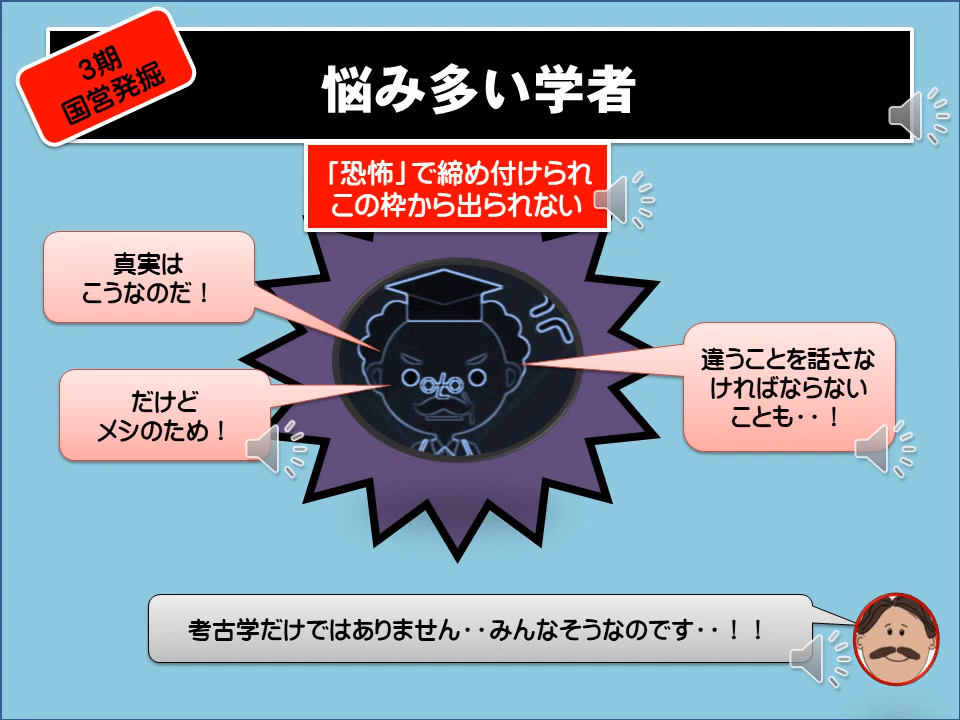 3期
国営発掘
悩み多い学者
「恐怖」で締め付けられ
この枠から出られない
真実は
こうなのだ！
だけど
メシのため！
違うことを話さな
ければならない
ことも‥！
考古学だけではありません‥みんなそうなのです‥！！